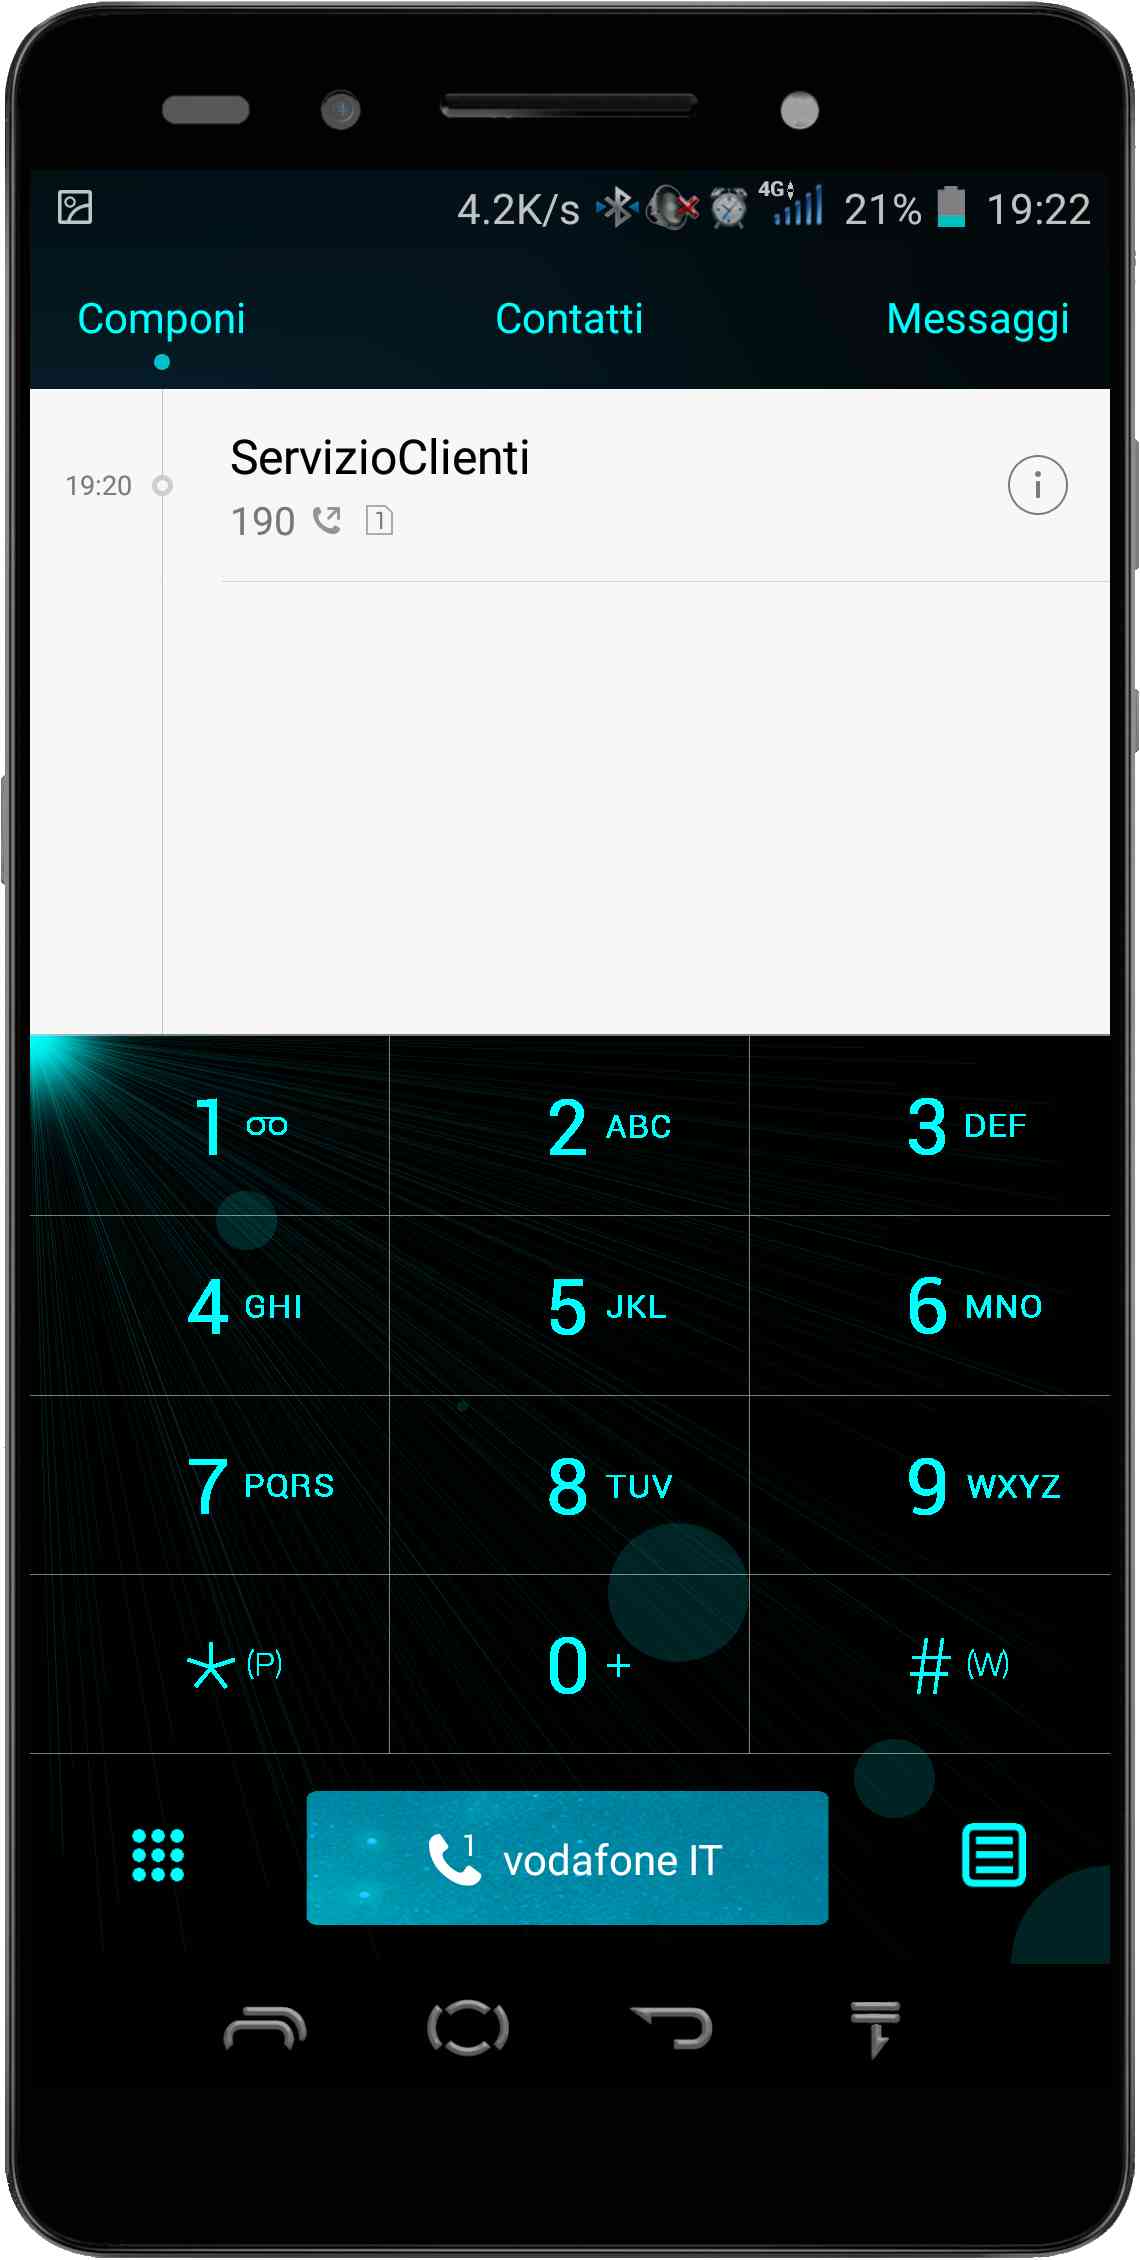 4.2K/s 4G 21% 19:22
Componi Contatti Messaggi
ServizioClienti
19:20
190 1
1 2 ABC 3 DEF
4 GHI 5 JKL 6 MNO
7 PQRS 8 TUV 9 WXYZ
* (P) 0 + # (W)
1 vodafone IT